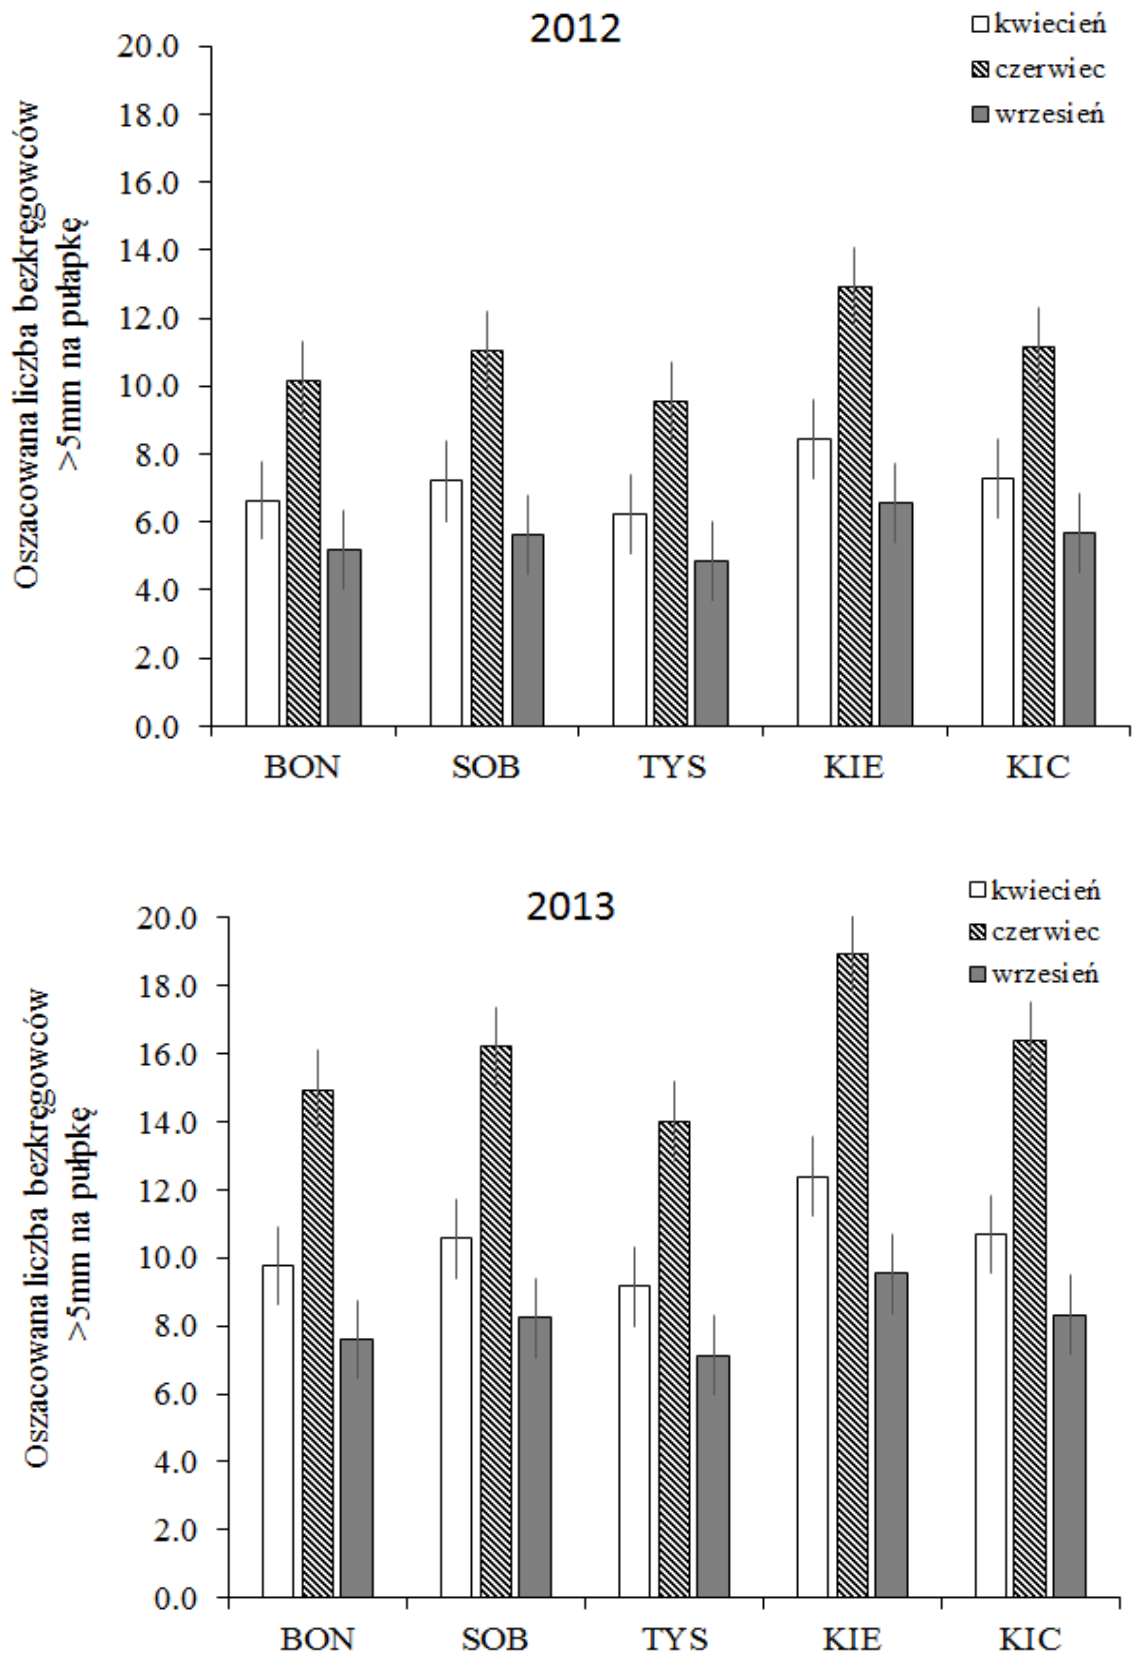 2012
kwiecień
czerwiec
wrzesień
Oszacowana liczba bezkręgowców
>5mm na pułapkę
20.0
18.0
16.0
14.0
12.0
10.0
8.0
6.0
4.0
2.0
0.0
BON SOB TYS KIE KIC
2013
kwiecień
czerwiec
wrzesień
Oszacowana liczba bezkręgowców
>5mm na pułpkę
20.0
18.0
16.0
14.0
12.0
10.0
8.0
6.0
4.0
2.0
0.0
BON SOB TYS KIE KIC